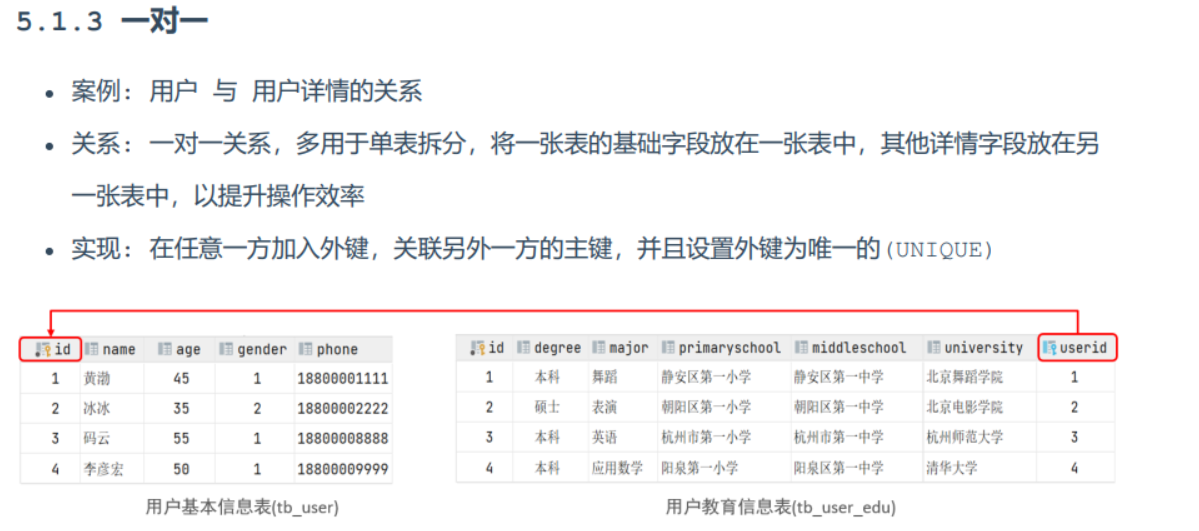 5.1.3 一对一
• 案例: 用户 与 用户详情的关系
• 关系: 一对一关系，多用于单表拆分，将一张表的基础字段放在一张表中，其他详情字段放在另
一张表中，以提升操作效率
• 实现: 在任意一方加入外键，关联另外一方的主键，并且设置外键为唯一的(UNIQUE)
id name age gender phone
1 黄渤 45 1 18800001111
2 冰冰 35 2 18800002222
3 码云 55 1 18800008888
4 李彦宏 50 1 18800009999
用户基本信息表(tb_user)
id degree major primaryschool middleschool university userid
1 本科 舞蹈 静安区第一小学 静安区第一中学 北京舞蹈学院 1
2 硕士 表演 朝阳区第一小学 朝阳区第一中学 北京电影学院 2
3 本科 英语 杭州市第一小学 杭州市第一中学 杭州师范大学 3
4 本科 应用数学 阳泉第一小学 阳泉区第一中学 清华大学 4
用户教育信息表(tb_user_edu)